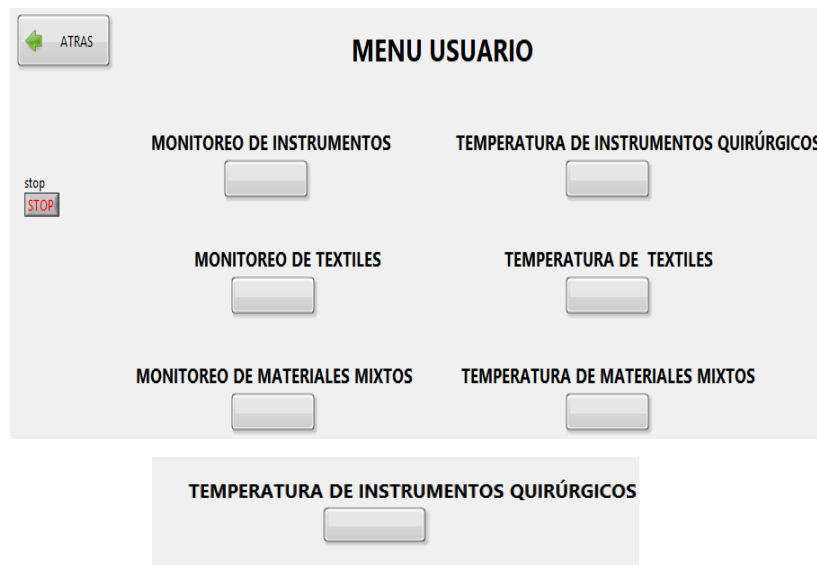 ATRAS
MENU USUARIO
MONITOREO DE INSTRUMENTOS
TEMPERATURA DE INSTRUMENTOS QUIRÚRGICOS
stop
STOP
MONITOREO DE TEXTILES
TEMPERATURA DE TEXTILES
MONITOREO DE MATERIALES MIXTOS
TEMPERATURA DE MATERIALES MIXTOS
TEMPERATURA DE INSTRUMENTOS QUIRÚRGICOS